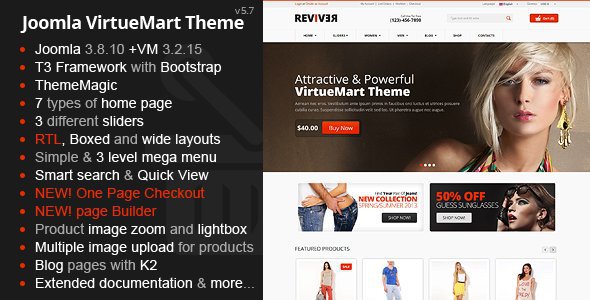 Joomla VirtueMart Theme
v5.7
Joomla 3.8.10 +VM 3.2.15
T3 Framework with Bootstrap
ThemeMagic
7 types of home page
3 different sliders
RTL, Boxed and wide layouts
Simple & 3 level mega menu
Smart search & Quick View
NEW! One Page Checkout
NEW! page Builder
Product image zoom and lightbox
Multiple image upload for products
Blog pages with K2
Extended documentation & more...
REVIVER
(123)-456-7890
HOME
SLIDERS
WOMEN
MEN
BLOG
PAGES
CONTACTS
Attractive & Powerful
VirtueMart Theme
$40.00
Buy Now
Find Your Pair Of Jeans!
NEW COLLECTION
SPRING/SUMMER 2013
SHOP NOW!
50% OFF
GUESS SUNGLASSES
SHOP NOW!
FEATURED PRODUCTS
SALE